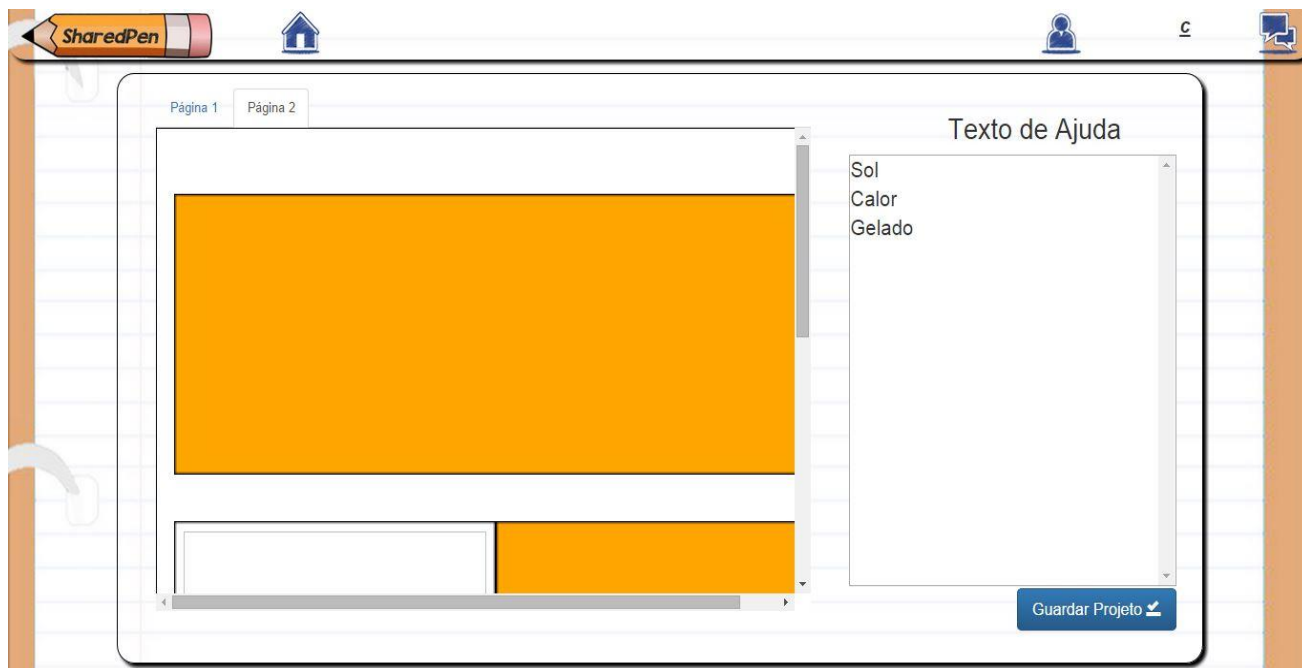 SharedPen
c
Página 1
Página 2
Texto de Ajuda
Sol
Calor
Gelado
Guardar Projeto